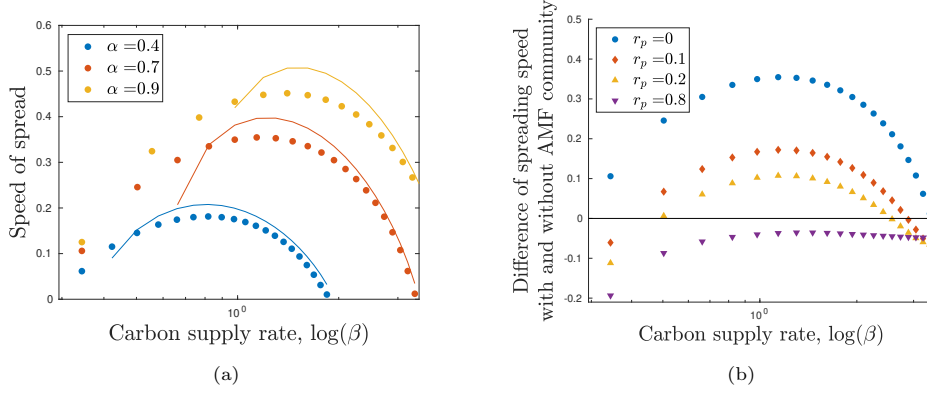 0.6
0.5
0.4
0.3
0.2
0.1
0
α =0.4
α =0.7
α =0.9
Speed of spread
10⁰
Carbon supply rate, log(β)
(a)
0.5
0.4
0.3
0.2
0.1
0
-0.1
-0.2
r_p =0
r_p =0.1
r_p =0.2
r_p =0.8
Difference of spreading speed
with and without AMF community
10⁰
Carbon supply rate, log(β)
(b)